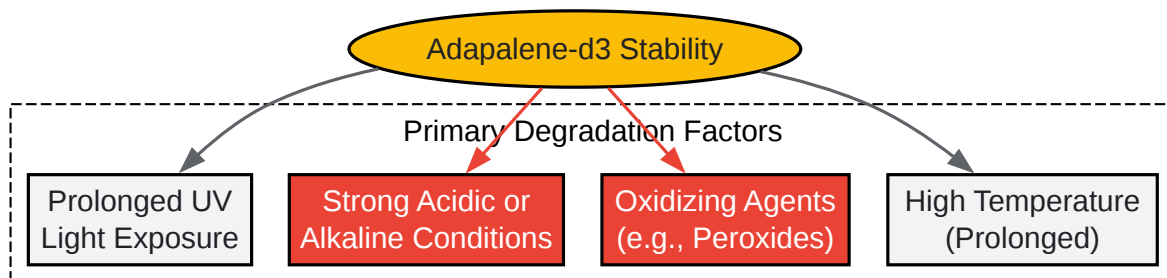 Adapalene-d3 Stability
Primary Degradation Factors
Prolonged UV
Light Exposure
Strong Acidic or
Alkaline Conditions
Oxidizing Agents
(e.g., Peroxides)
High Temperature
(Prolonged)